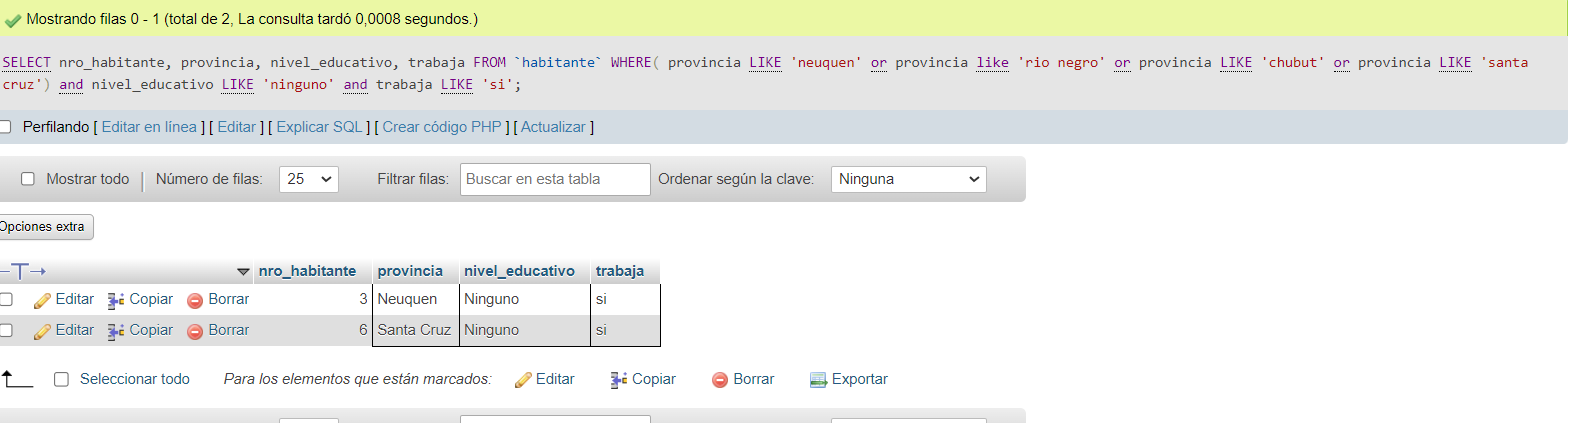 Mostrando filas 0 - 1 (total de 2, La consulta tardó 0,0008 segundos.)
SELECT nro_habitante, provincia, nivel_educativo, trabaja FROM `habitante` WHERE( provincia LIKE 'neuquen' or provincia like 'rio negro' or provincia LIKE 'chubut' or provincia LIKE 'santa
cruz') and nivel_educativo LIKE 'ninguno' and trabaja LIKE 'si';
Perfilando [ Editar en línea ] [ Editar ] [ Explicar SQL ] [ Crear código PHP ] [ Actualizar ]
Mostrar todo | Número de filas: 25 Filtrar filas: Buscar en esta tabla Ordenar según la clave: Ninguna
Opciones extra
nro_habitante provincia nivel_educativo trabaja
Editar Copiar Borrar 3 Neuquen Ninguno si
Editar Copiar Borrar 6 Santa Cruz Ninguno si
Seleccionar todo Para los elementos que están marcados: Editar Copiar Borrar Exportar